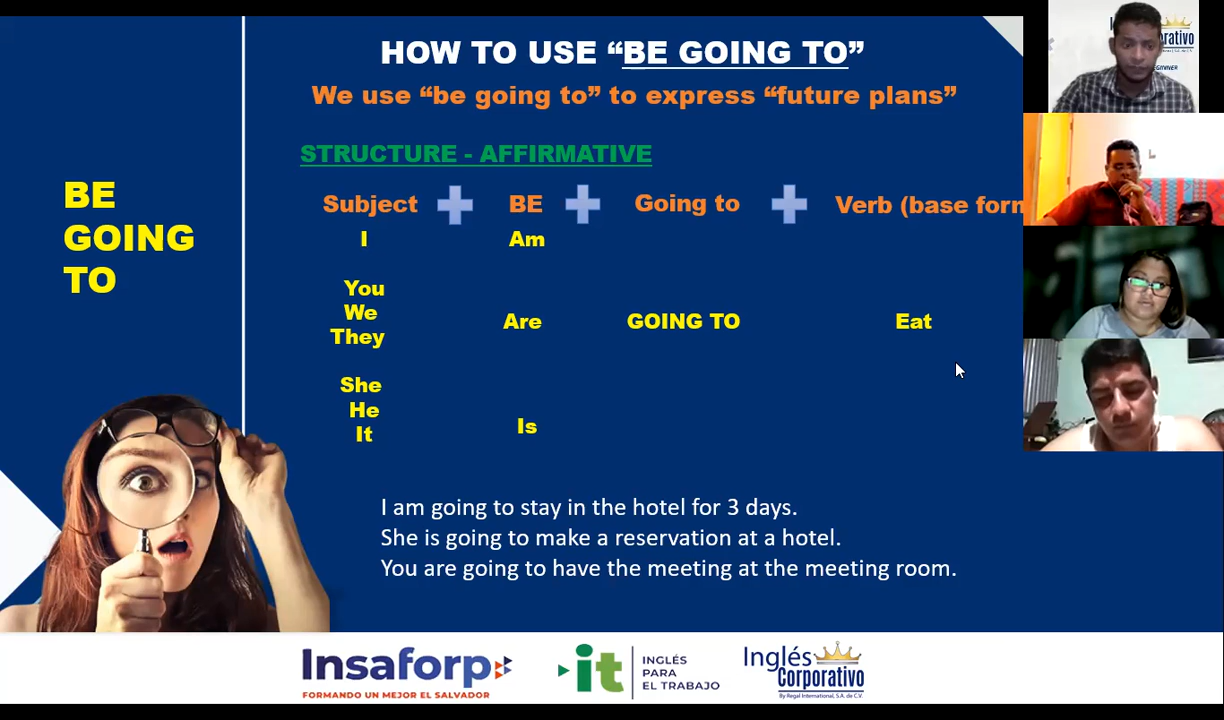 HOW TO USE “BE GOING TO”
We use “be going to” to express “future plans”
STRUCTURE - AFFIRMATIVE
Subject BE Going to Verb (base form
I Am
You
We
They
Are GOING TO Eat
She
He
It
Is
BE
GOING
TO
I am going to stay in the hotel for 3 days.
She is going to make a reservation at a hotel.
You are going to have the meeting at the meeting room.
Insaforp
FORMANDO UN MEJOR EL SALVADOR
it
INGLÉS
PARA
EL TRABAJO
Inglés
Corporativo
By Regal International, S.A. de C.V.